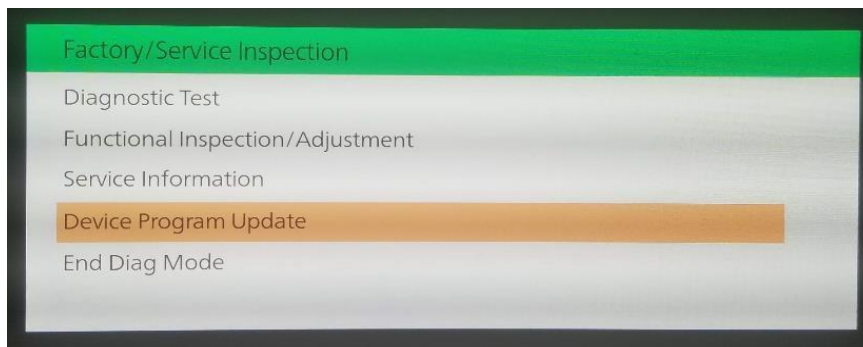 Factory/Service Inspection
Diagnostic Test
Functional Inspection/Adjustment
Service Information
Device Program Update
End Diag Mode